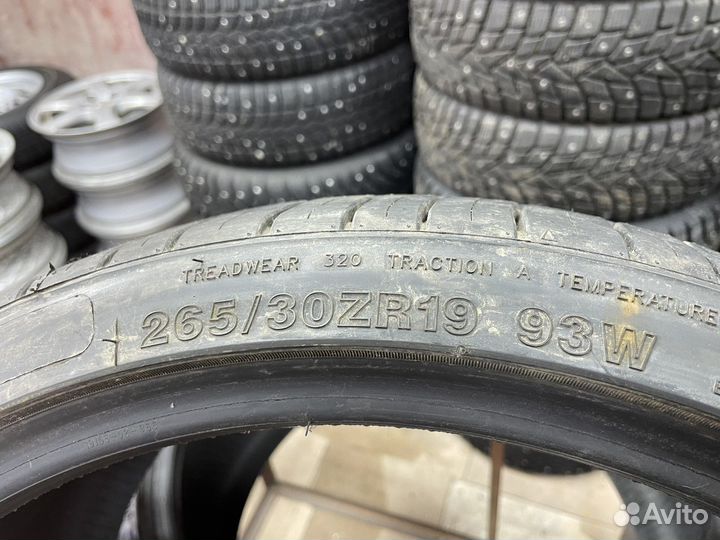 TREADWEAR 320 TRACTION A TEMPERATURE
265/30ZR19 93W
Avito